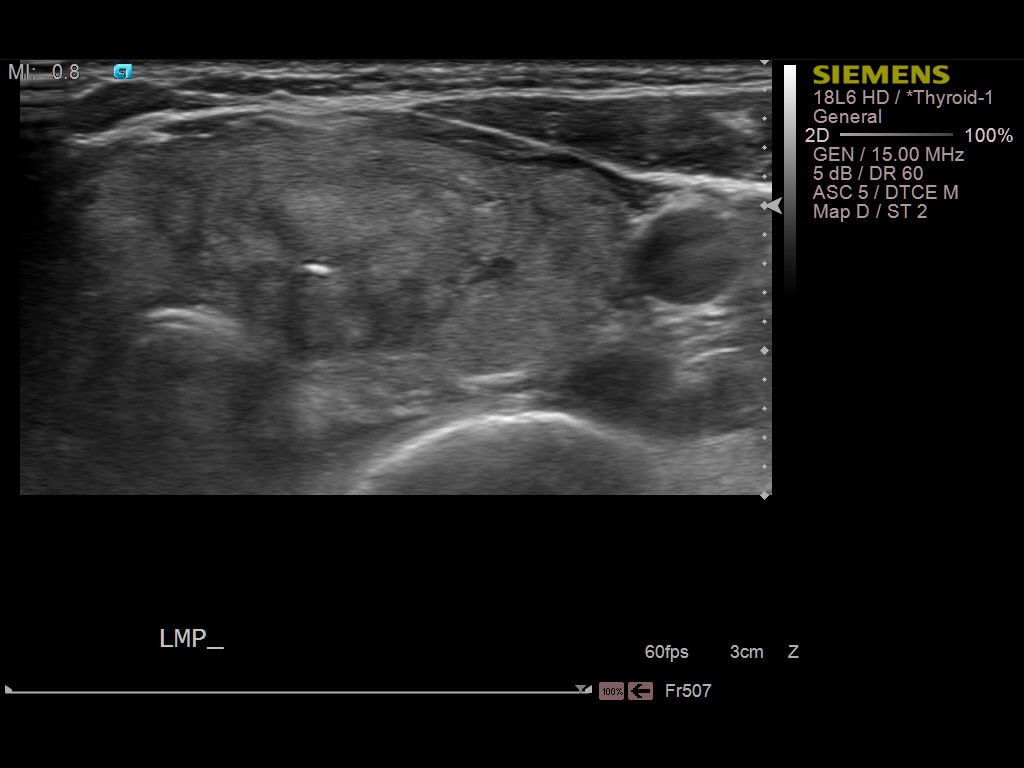 MI: 0.8
SIEMENS
18L6 HD / *Thyroid-1
General
2D 100%
GEN / 15.00 MHz
5 dB / DR 60
ASC 5 / DTCE M
Map D / ST 2
LMP_
60fps 3cm Z
100% Fr507